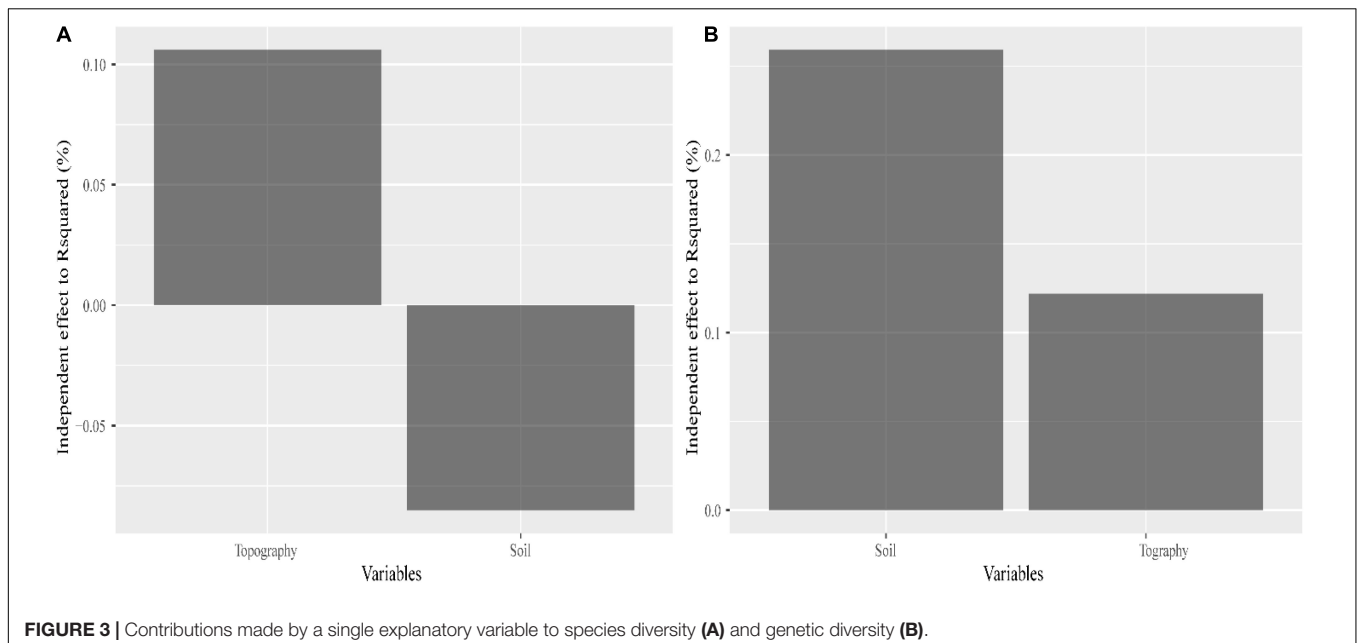 A
Independent effect to Rsquared (%)
0.10
0.05
0.00
−0.05
Topography
Soil
Variables
B
Independent effect to Rsquared (%)
0.2
0.1
0.0
Soil
Tography
Variables
FIGURE 3 | Contributions made by a single explanatory variable to species diversity (A) and genetic diversity (B).